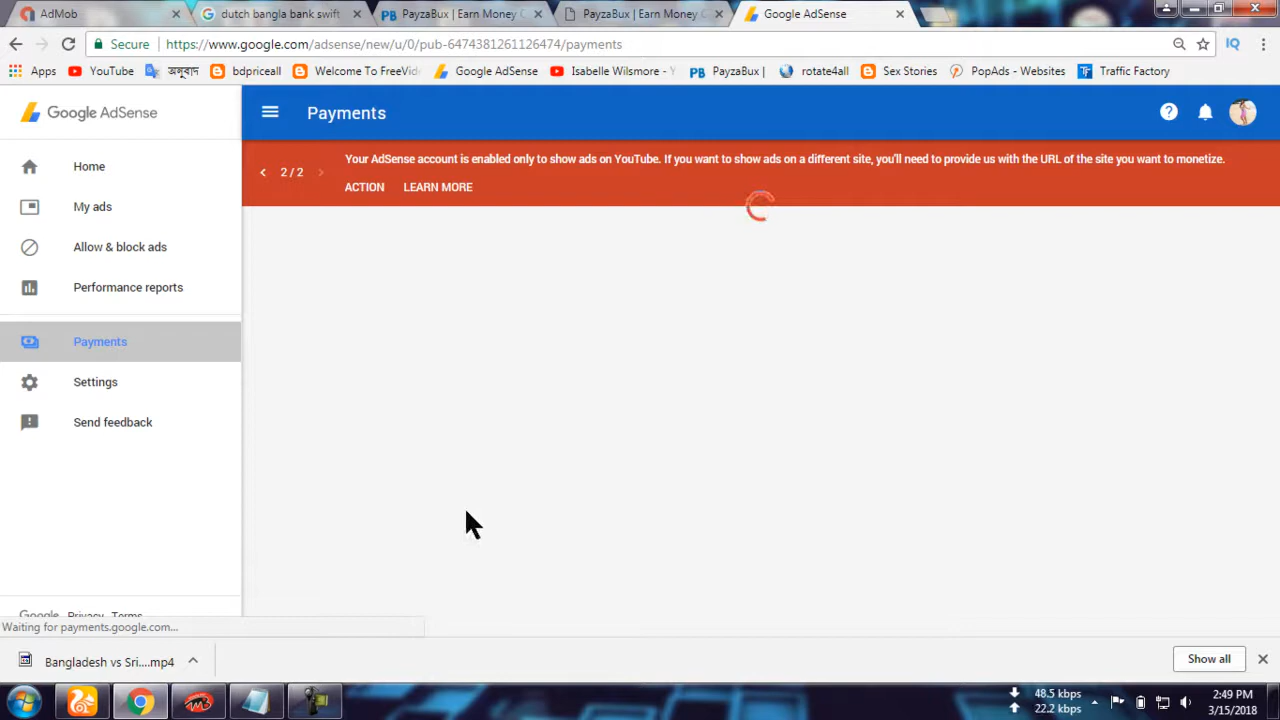 AdMob
dutch bangla bank swift
PayzaBux | Earn Money
PayzaBux | Earn Money
Google AdSense
Secure
https://www.google.com/adsense/new/u/0/pub-6474381261126474/payments
Apps
YouTube
অনুবাদ
bdpriceall
Welcome To FreeVid
Google AdSense
Isabelle Wilsmore - Y
PB
PayzaBux |
rotate4all
Sex Stories
PopAds - Websites
Traffic Factory
Google AdSense
Payments
Home
My ads
Allow & block ads
Performance reports
Payments
Settings
Send feedback
2 / 2
Your AdSense account is enabled only to show ads on YouTube. If you want to show ads on a different site, you'll need to provide us with the URL of the site you want to monetize.
ACTION LEARN MORE
Google Privacy Terms
Waiting for payments.google.com...
Bangladesh vs Sri....mp4
Show all
48.5 kbps
22.2 kbps
2:49 PM
3/15/2018